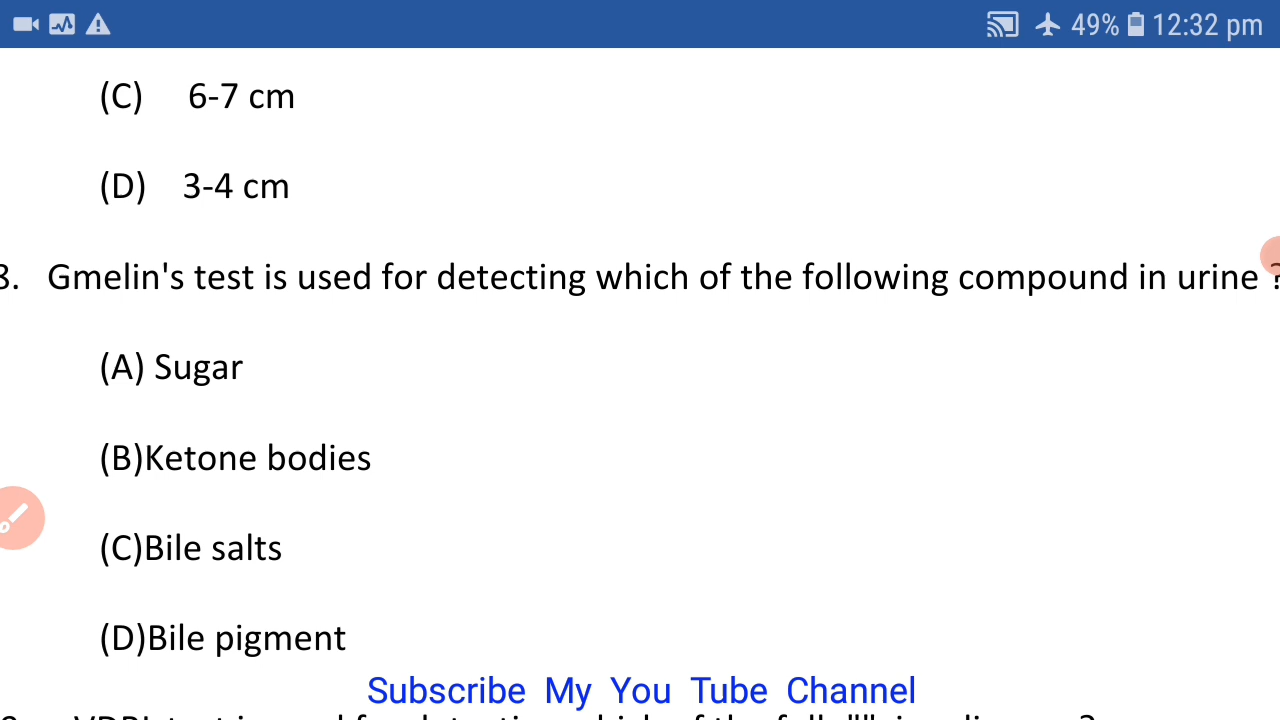 49% 12:32 pm
(C) 6-7 cm
(D) 3-4 cm
Gmelin's test is used for detecting which of the following compound in urine ?
(A) Sugar
(B)Ketone bodies
(C)Bile salts
(D)Bile pigment
Subscribe My You Tube Channel